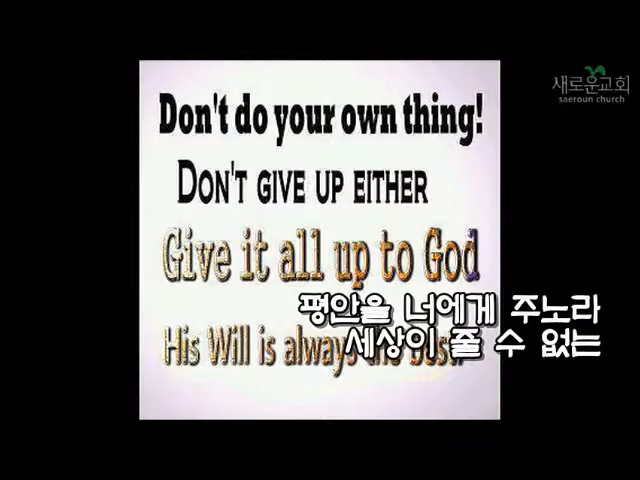 새로운교회
saeroun church
Don't do your own thing!
DON'T GIVE UP EITHER
Give it all up to God
평안을 너에게 주노라
His Will is always the best..
세상이 줄 수 없는